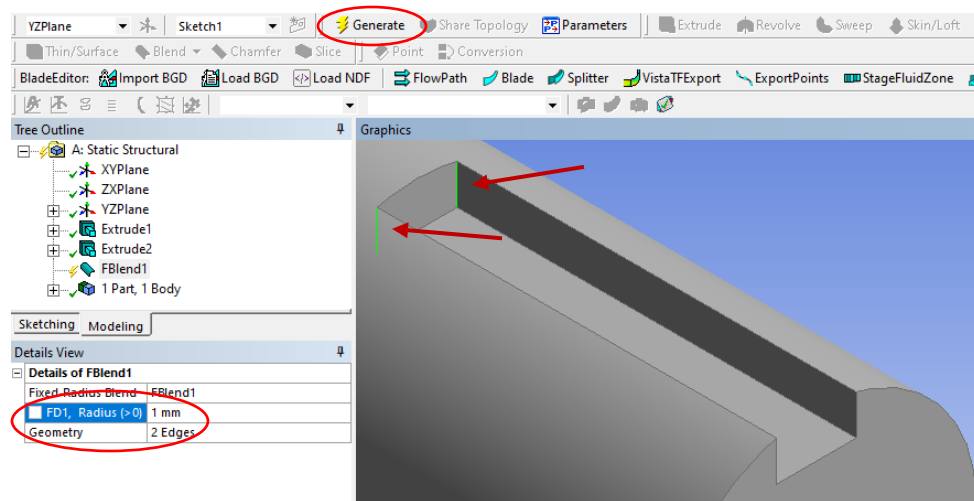 YZPlane Sketch1 Generate Share Topology Parameters Extrude Revolve Sweep Skin/Loft
Thin/Surface Blend Chamfer Slice Point Conversion
BladeEditor: Import BGD Load BGD Load NDF FlowPath Blade Splitter VistaTFExport ExportPoints StageFluidZone
Tree Outline
Graphics
A: Static Structural
XYPlane
ZXPlane
YZPlane
Extrude1
Extrude2
FBlend1
1 Part, 1 Body
Sketching Modeling
Details View
Details of FBlend1
Fixed-Radius Blend FBlend1
FD1, Radius (>0) 1 mm
Geometry 2 Edges